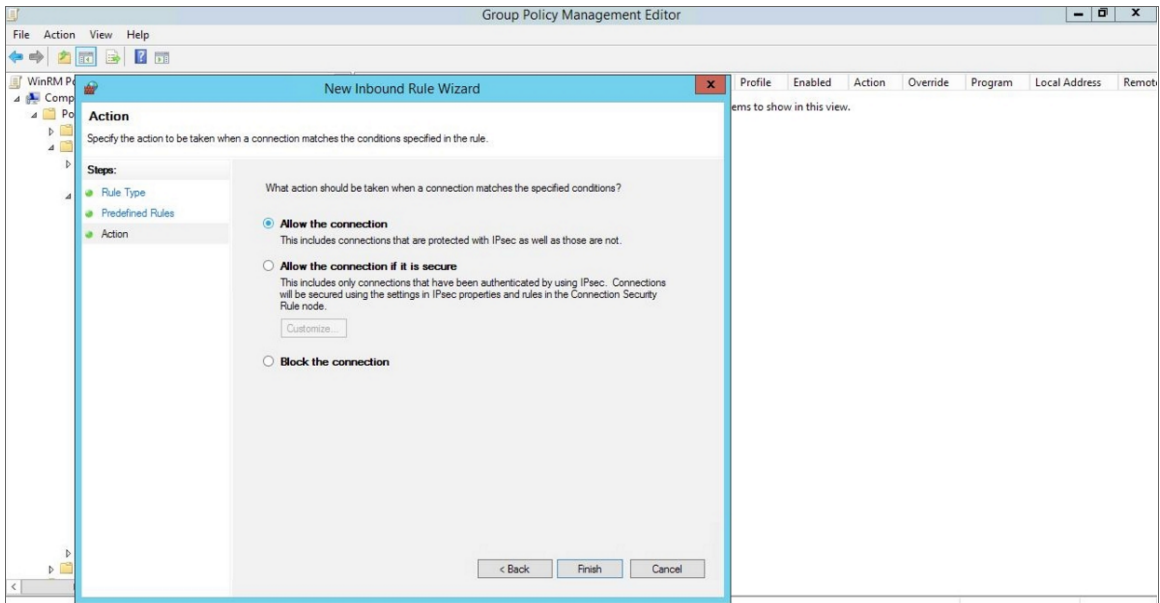 Group Policy Management Editor
File Action View Help
WinRM
Comp
Po
Profile Enabled Action Override Program Local Address
ems to show in this view.
New Inbound Rule Wizard
Action
Specify the action to be taken when a connection matches the conditions specified in the rule.
Steps:
Rule Type
Predefined Rules
Action
What action should be taken when a connection matches the specified conditions?
Allow the connection
This includes connections that are protected with IPsec as well as those are not.
Allow the connection if it is secure
This includes only connections that have been authenticated by using IPsec. Connections
will be secured using the settings in IPsec properties and rules in the Connection Security
Rule node.
Customize...
Block the connection
< Back Finish Cancel